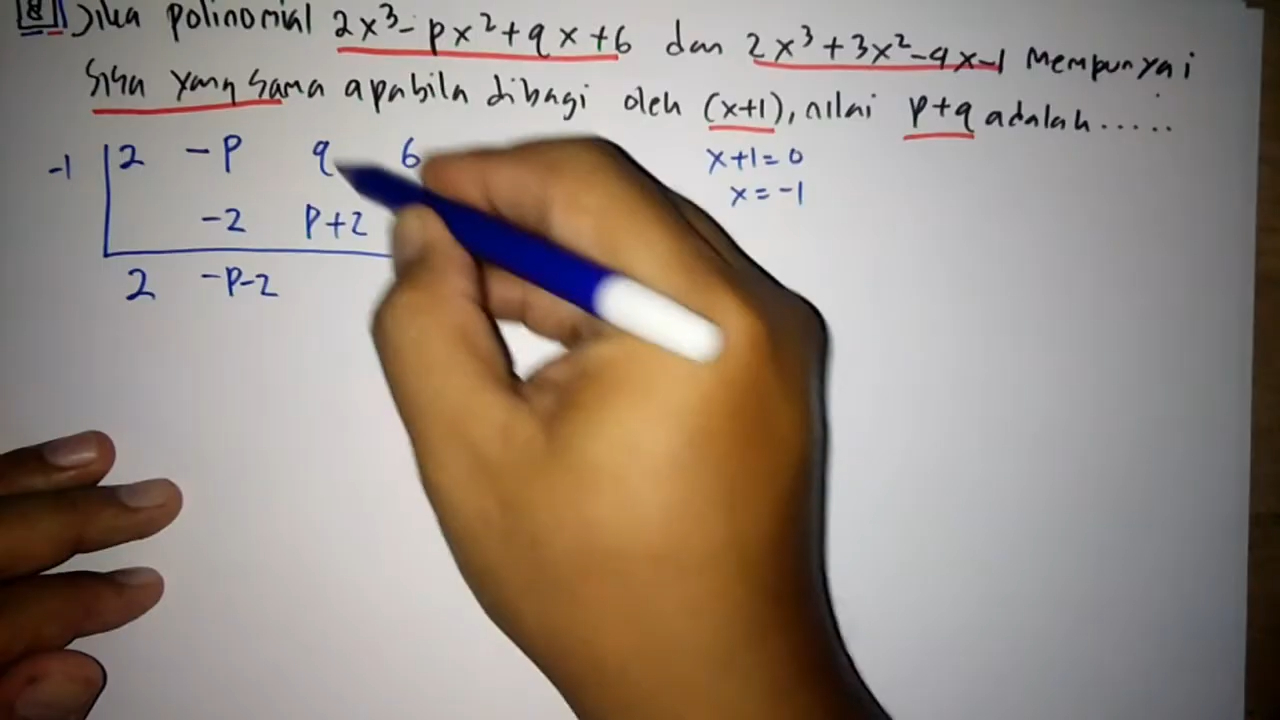 8 Jika polinomial 2x³-px²+qx+6 dan 2x³+3x²-4x-1 mempunyai
sisa yang sama apabila dibagi oleh (x+1), nilai p+q adalah.....
-1 2 -p q 6
x+1=0
-2 p+2
x=-1
2 -p-2